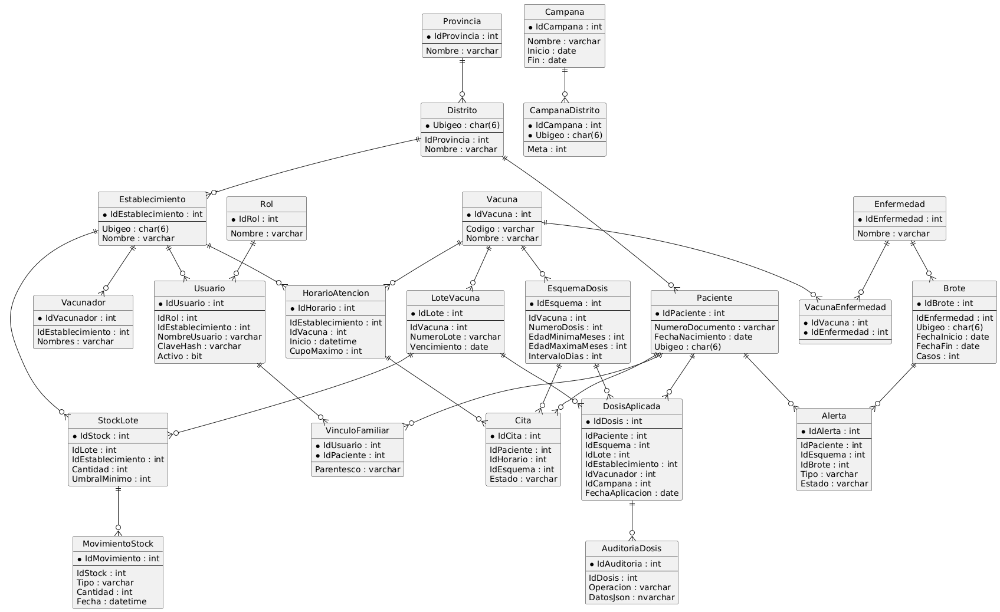 Provincia
IdProvincia : int
Nombre : varchar
Campana
IdCampana : int
Nombre : varchar
Inicio : date
Fin : date
Distrito
Ubigeo : char(6)
IdProvincia : int
Nombre : varchar
CampanaDistrito
IdCampana : int
Ubigeo : char(6)
Meta : int
Establecimiento
IdEstablecimiento : int
Ubigeo : char(6)
Nombre : varchar
Rol
IdRol : int
Nombre : varchar
Vacuna
IdVacuna : int
Codigo : varchar
Nombre : varchar
Enfermedad
IdEnfermedad : int
Nombre : varchar
Vacunador
IdVacunador : int
IdEstablecimiento : int
Nombres : varchar
Usuario
IdUsuario : int
IdRol : int
IdEstablecimiento : int
NombreUsuario : varchar
ClaveHash : varchar
Activo : bit
HorarioAtencion
IdHorario : int
IdEstablecimiento : int
IdVacuna : int
Inicio : datetime
CupoMaximo : int
LoteVacuna
IdLote : int
IdVacuna : int
NumeroLote : varchar
Vencimiento : date
EsquemaDosis
IdEsquema : int
IdVacuna : int
NumeroDosis : int
EdadMinimaMeses : int
EdadMaximaMeses : int
IntervaloDias : int
Paciente
IdPaciente : int
NumeroDocumento : varchar
FechaNacimiento : date
Ubigeo : char(6)
VacunaEnfermedad
IdVacuna : int
IdEnfermedad : int
Brote
IdBrote : int
IdEnfermedad : int
Ubigeo : char(6)
FechaInicio : date
FechaFin : date
Casos : int
StockLote
IdStock : int
IdLote : int
IdEstablecimiento : int
Cantidad : int
UmbralMinimo : int
VinculoFamiliar
IdUsuario : int
IdPaciente : int
Parentesco : varchar
Cita
IdCita : int
IdPaciente : int
IdHorario : int
IdEsquema : int
Estado : varchar
DosisAplicada
IdDosis : int
IdPaciente : int
IdEsquema : int
IdLote : int
IdEstablecimiento : int
IdVacunador : int
IdCampana : int
FechaAplicacion : date
Alerta
IdAlerta : int
IdPaciente : int
IdEsquema : int
IdBrote : int
Tipo : varchar
Estado : varchar
MovimientoStock
IdMovimiento : int
IdStock : int
Tipo : varchar
Cantidad : int
Fecha : datetime
AuditoriaDosis
IdAuditoria : int
IdDosis : int
Operacion : varchar
DatosJson : nvarchar